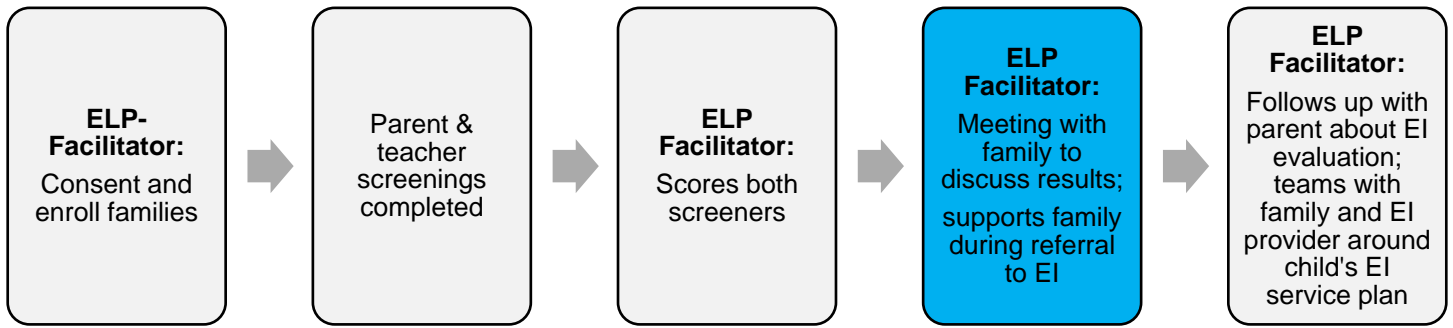 ELP-
Facilitator:
Consent and
enroll families
Parent &
teacher
screenings
completed
ELP
Facilitator:
Scores both
screeners
ELP
Facilitator:
Meeting with
family to
discuss results;
supports family
during referral
to EI
ELP
Facilitator:
Follows up with
parent about EI
evaluation;
teams with
family and EI
provider around
child's EI
service plan